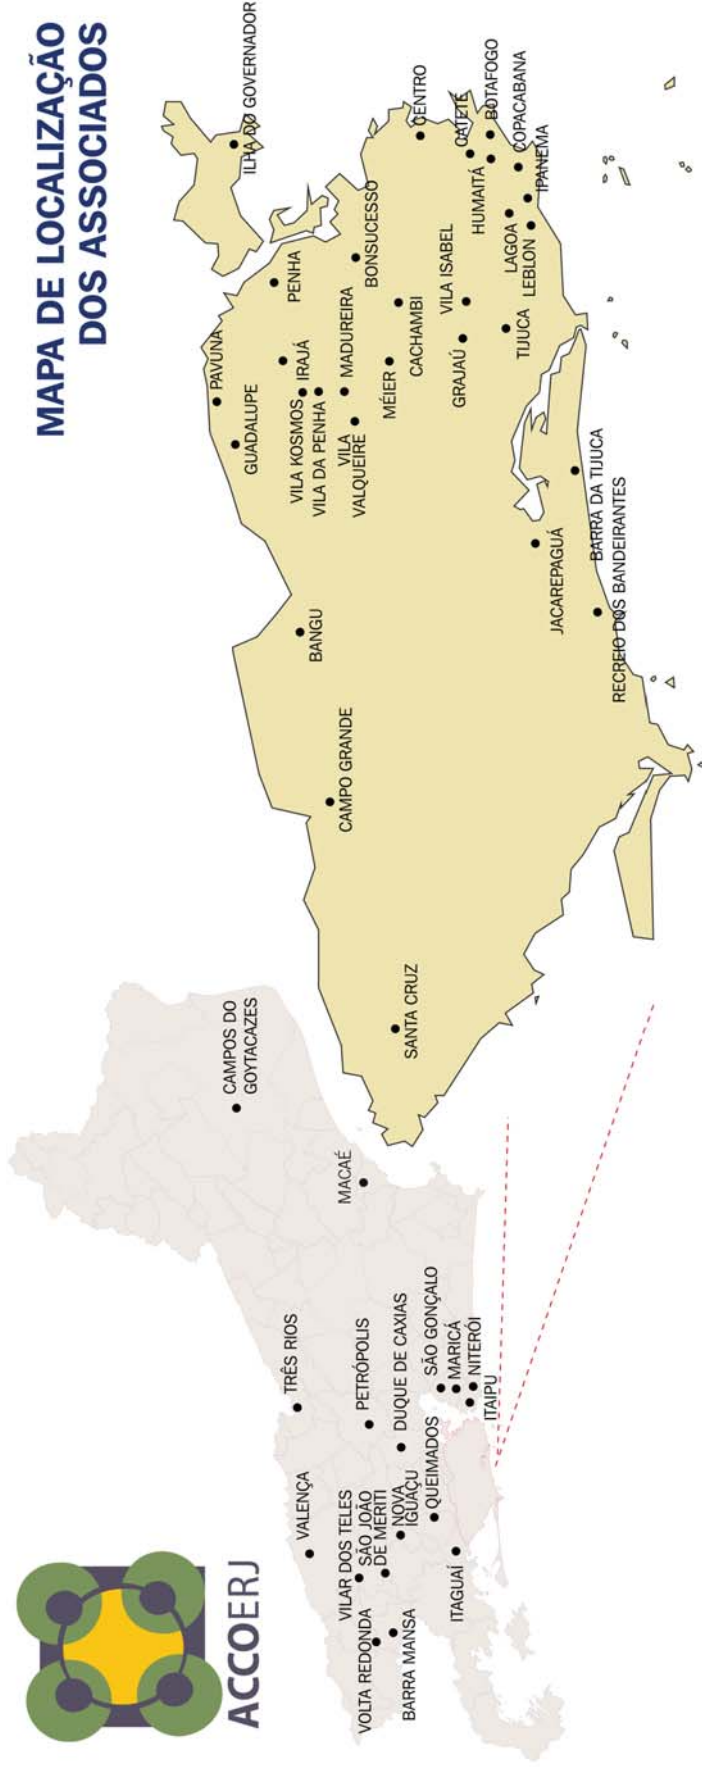 MAPA DE LOCALIZAÇÃO
DOS ASSOCIADOS
ACCOERJ
CAMPOS DO
GOYTACAZES
MACAÉ
TRÊS RIOS
VALENÇA
PETRÓPOLIS
DUQUE DE CAXIAS
SÃO GONÇALO
MARICÁ
NITERÓI
ITAIPU
QUEIMADOS
NOVA
IGUAÇU
VILAR DOS TELES
SÃO JOÃO
DE MERITI
VOLTA REDONDA
BARRA MANSA
ITAGUAÍ
ILHA DO GOVERNADOR
PAVUNA
GUADALUPE
PENHA
IRAJÁ
VILA KOSMOS
VILA DA PENHA
MADUREIRA
VILA
VALQUEIRE
BONSUCESSO
MÉIER
CACHAMBI
CENTRO
CATETE
BOTAFOGO
HUMAITÁ
COPACABANA
IPANEMA
LAGOA
LEBLON
VILA ISABEL
GRAJAÚ
TIJUCA
BANGU
CAMPO GRANDE
SANTA CRUZ
JACAREPAGUÁ
BARRA DA TIJUCA
RECREIO DOS BANDEIRANTES